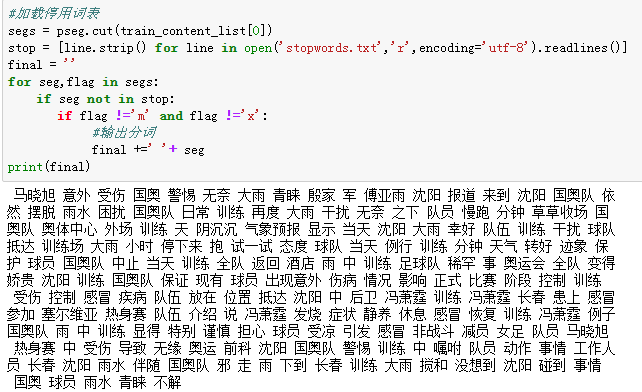 #加载停用词表
segs = pseg.cut(train_content_list[0])
stop = [line.strip() for line in open('stopwords.txt','r',encoding='utf-8').readlines()]
final = ''
for seg,flag in segs:
    if seg not in stop:
        if flag !='m' and flag !='x':
            #输出分词
            final +=' '+ seg
print(final)
马晓旭 意外 受伤 国奥 警惕 无奈 大雨 青睐 殷家 军 傅亚雨 沈阳 报道 来到 沈阳 国奥队 依
然 摆脱 雨水 困扰 国奥队 日常 训练 再度 大雨 干扰 无奈 之下 队员 慢跑 分钟 草草收场 国
奥队 奥体中心 外场 训练 天 阴沉沉 气象预报 显示 当天 沈阳 大雨 幸好 队伍 训练 干扰 球队
抵达 训练场 大雨 小时 停下来 抱 试一试 态度 球队 当天 例行 训练 分钟 天气 转好 迹象 保
护 球员 国奥队 中止 当天 训练 全队 返回 酒店 雨 中 训练 足球队 稀罕 事 奥运会 全队 变得
娇贵 沈阳 训练 国奥队 保证 现有 球员 出现意外 伤病 情况 影响 正式 比赛 阶段 控制 训练
受伤 控制 感冒 疾病 队伍 放在 位置 抵达 沈阳 中 后卫 冯萧霆 训练 冯萧霆 长春 患上 感冒
参加 塞尔维亚 热身赛 队伍 介绍 说 冯萧霆 发烧 症状 静养 休息 感冒 恢复 训练 冯萧霆 例子
国奥队 雨 中 训练 显得 特别 谨慎 担心 球员 受凉 引发 感冒 非战斗 减员 女足 队员 马晓旭
热身赛 中 受伤 导致 无缘 奥运 前科 沈阳 国奥队 警惕 训练 中 嘱咐 队员 动作 事情 工作人
员 长春 沈阳 雨水 伴随 国奥队 邪 走 雨 下到 长春 训练 大雨 搅和 没想到 沈阳 碰到 事情
国奥 球员 雨水 青睐 不解